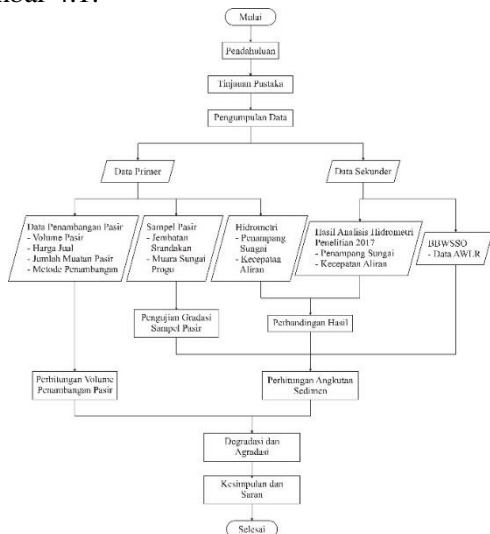 mbar 4.1.
Mulai
Pendahuluan
Tinjauan Pustaka
Pengumpulan Data
Data Primer
Data Sekunder
Data Penambangan Pasir
- Volume Pasir
- Harga Jual
- Jumlah Muatan Pasir
- Metode Penambangan
Sampel Pasir
- Jembatan
Srandakan
- Muara Sungai
Progo
Hidrometri
- Penampang
Sungai
- Kecepatan
Aliran
Hasil Analisis Hidrometri
Penelitian 2017
- Penampang Sungai
- Kecepatan Aliran
BBWSSO
- Data AWLR
Pengujian Gradasi
Sampel Pasir
Perbandingan Hasil
Perhitungan Volume
Penambangan Pasir
Perhitungan Angkutan
Sedimen
Degradasi dan
Agradasi
Kesimpulan dan
Saran
Selesai